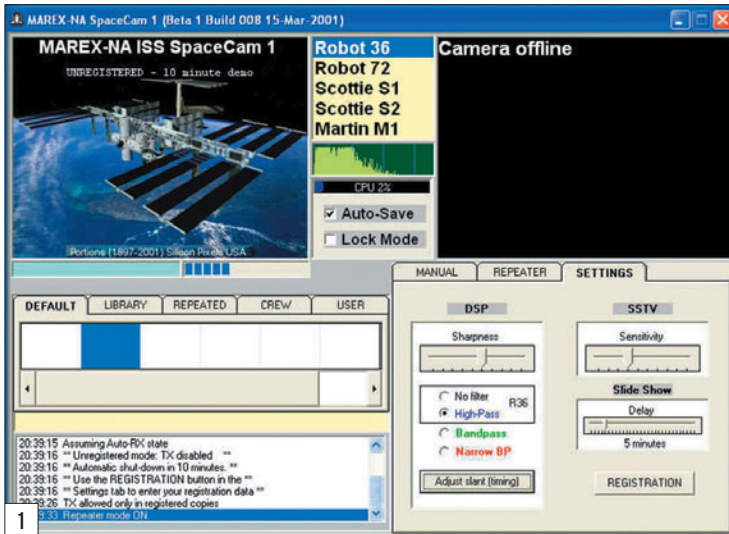 MAREX-NA SpaceCam 1 (Beta 1 Build 008 15-Mar-2001)
MAREX-NA ISS SpaceCam 1
UNREGISTERED - 10 minute demo
Portions (1897-2001) Silicon Pixels USA
Robot 36
Robot 72
Scottie S1
Scottie S2
Martin M1
CPU 2%
Auto-Save
Lock Mode
Camera offline
DEFAULT
LIBRARY
REPEATED
CREW
USER
20:39:15 Assuming Auto-RX state
20:39:16 ** Unregistered mode: TX disabled **
20:39:16 ** Automatic shut-down in 10 minutes. **
20:39:16 ** Use the REGISTRATION button in the **
20:39:16 ** Settings tab to enter your registration data **
:39:26 TX allowed only in registered copies
:39:33 Repeater mode ON.
MANUAL
REPEATER
SETTINGS
DSP
Sharpness
No filter
R36
High-Pass
Bandpass
Narrow BP
Adjust slant (timing)
SSTV
Sensitivity
Slide Show
Delay
5 minutes
REGISTRATION
1